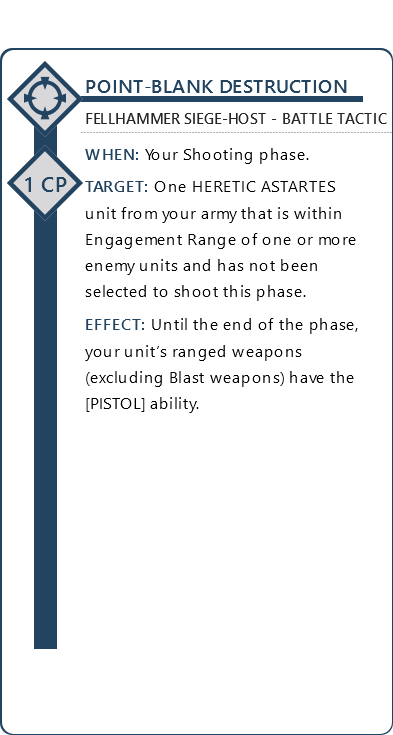 POINT-BLANK DESTRUCTION
FELLHAMMER SIEGE-HOST - BATTLE TACTIC
WHEN: Your Shooting phase.
1 CP
TARGET: One HERETIC ASTARTES
unit from your army that is within
Engagement Range of one or more
enemy units and has not been
selected to shoot this phase.
EFFECT: Until the end of the phase,
your unit’s ranged weapons
(excluding Blast weapons) have the
[PISTOL] ability.